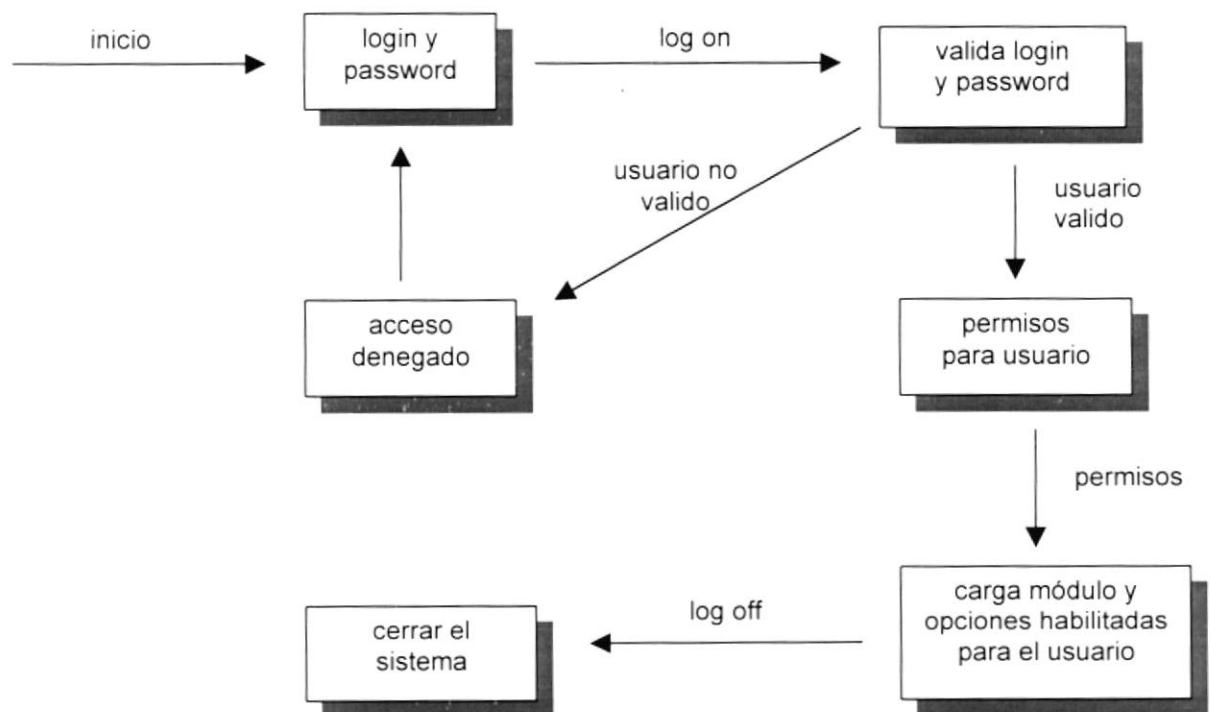 inicio
login y
password
log on
valida login
y password
usuario no
valido
usuario
valido
acceso
denegado
permisos
para usuario
permisos
carga módulo y
opciones habilitadas
para el usuario
log off
cerrar el
sistema